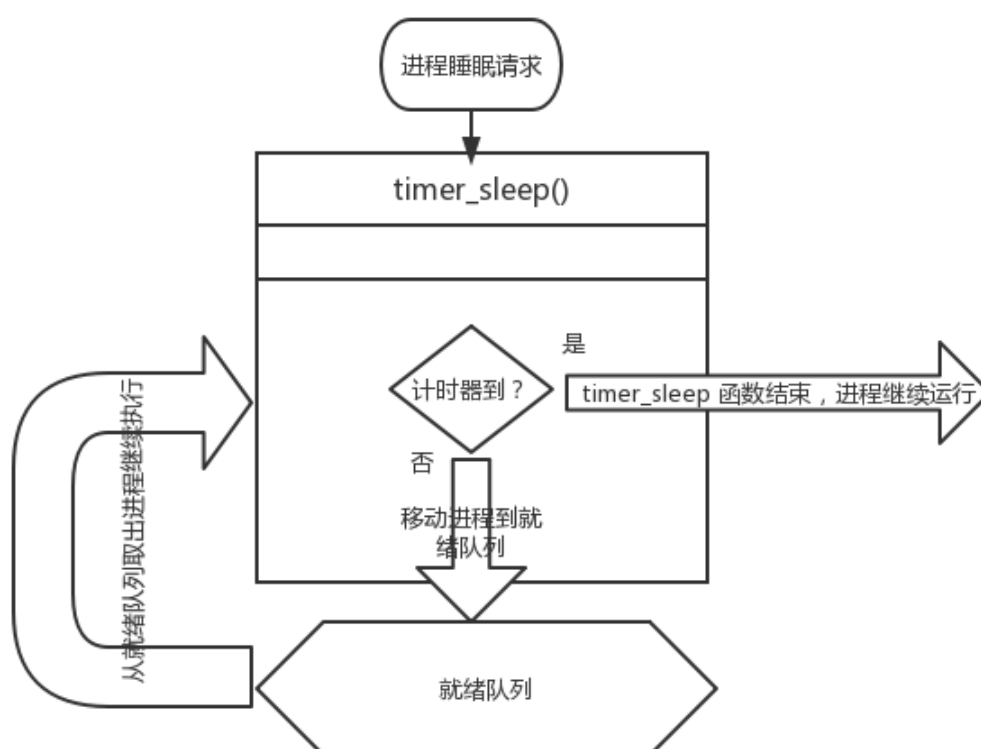 进程睡眠请求
timer_sleep()
是
计时器到？
timer_sleep 函数结束，进程继续运行
否
移动进程到就
绪队列
从就绪队列取出进程继续执行
就绪队列